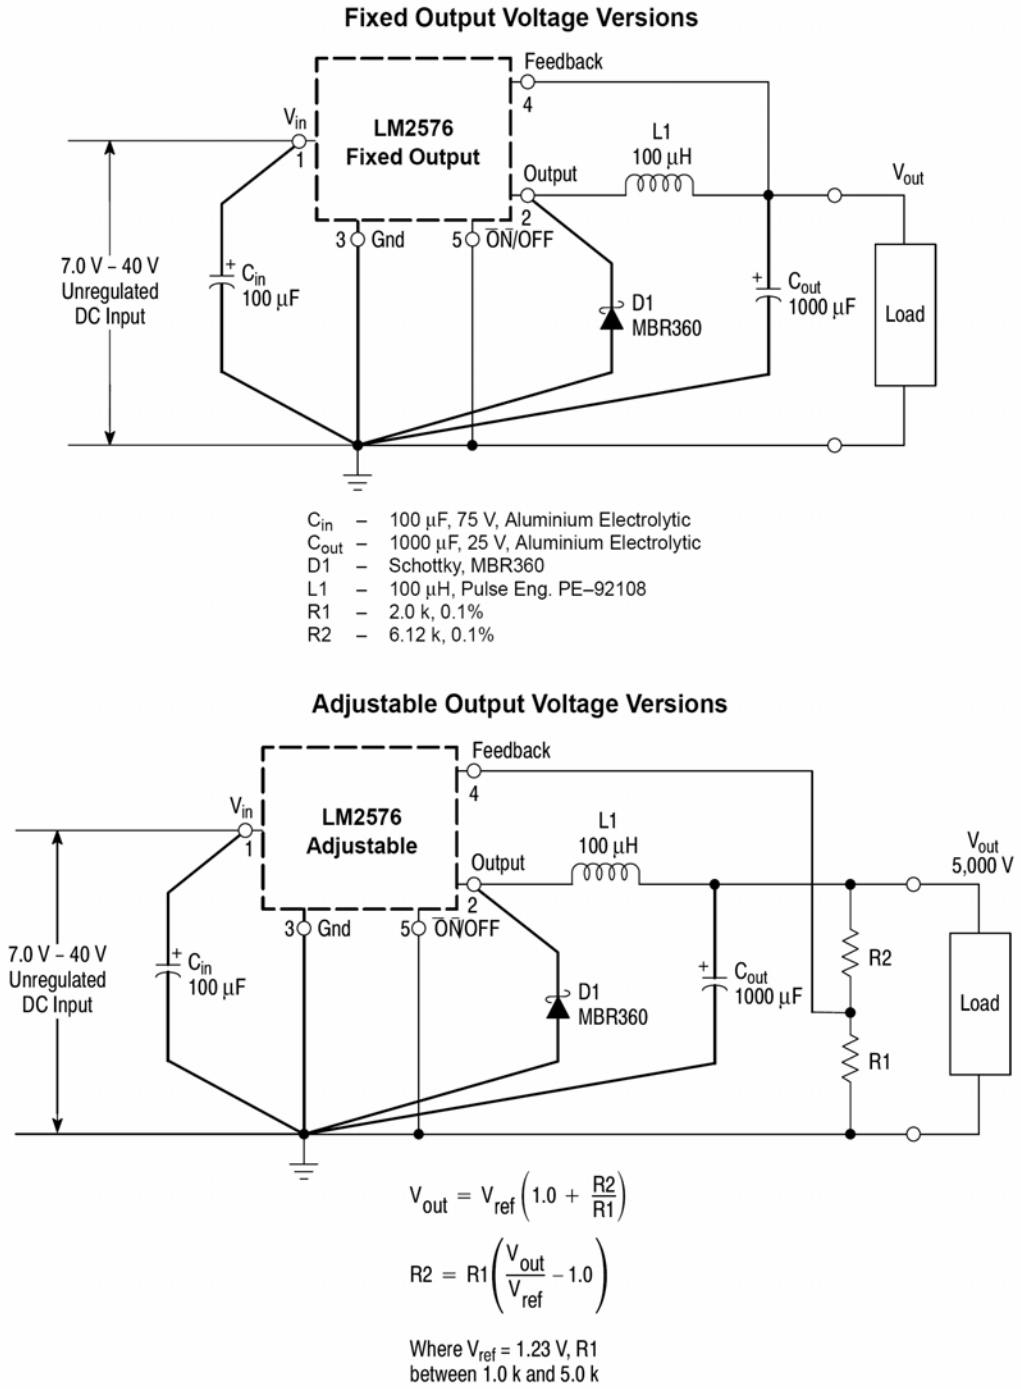 Fixed Output Voltage Versions
Feedback
4
Vin
1
LM2576
Fixed Output
L1
100 μH
Output
2
Vout
3 Gnd
5 ON/OFF
7.0 V – 40 V
Unregulated
DC Input
+ Cin
100 μF
D1
MBR360
+ Cout
1000 μF
Load
Cin – 100 μF, 75 V, Aluminium Electrolytic
Cout – 1000 μF, 25 V, Aluminium Electrolytic
D1 – Schottky, MBR360
L1 – 100 μH, Pulse Eng. PE–92108
R1 – 2.0 k, 0.1%
R2 – 6.12 k, 0.1%
Adjustable Output Voltage Versions
Feedback
4
Vin
1
LM2576
Adjustable
L1
100 μH
Output
2
Vout
5,000 V
3 Gnd
5 ON/OFF
7.0 V – 40 V
Unregulated
DC Input
+ Cin
100 μF
D1
MBR360
+ Cout
1000 μF
R2
R1
Load
Vout = Vref (1.0 + R2/R1)
R2 = R1 (Vout/Vref – 1.0)
Where Vref = 1.23 V, R1
between 1.0 k and 5.0 k